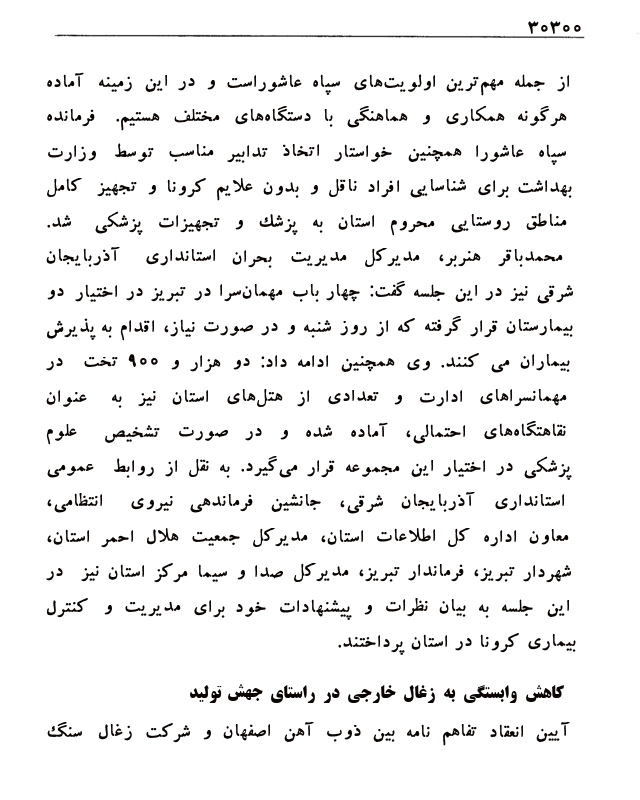 ۳۰۳۰۰
از جمله مهم‌ترین اولویت‌های سپاه عاشوراست و در این زمینه آماده
هرگونه همکاری و هماهنگی با دستگاه‌های مختلف هستیم. فرمانده
سپاه عاشورا همچنین خواستار اتخاذ تدابیر مناسب توسط وزارت
بهداشت برای شناسایی افراد ناقل و بدون علایم کرونا و تجهیز کامل
مناطق روستایی محروم استان به پزشك و تجهیزات پزشکی شد.
محمدباقر هنربر، مدیرکل مدیریت بحران استانداری آذربایجان
شرقی نیز در این جلسه گفت: چهار باب مهمان‌سرا در تبریز در اختیار دو
بیمارستان قرار گرفته که از روز شنبه و در صورت نیاز، اقدام به پذیرش
بیماران می کنند. وی همچنین ادامه داد: دو هزار و ۹۰۰ تخت در
مهمانسراهای ادارت و تعدادی از هتل‌های استان نیز به عنوان
نقاهتگاه‌های احتمالی، آماده شده و در صورت تشخیص علوم
پزشکی در اختیار این مجموعه قرار می‌گیرد. به نقل از روابط عمومی
استانداری آذربایجان شرقی، جانشین فرماندهی نیروی انتظامی،
معاون اداره کل اطلاعات استان، مدیرکل جمعیت هلال احمر استان،
شهردار تبریز، فرماندار تبریز، مدیرکل صدا و سیما مرکز استان نیز در
این جلسه به بیان نظرات و پیشنهادات خود برای مدیریت و کنترل
بیماری کرونا در استان پرداختند.
کاهش وابستگی به زغال خارجی در راستای جهش تولید
آیین انعقاد تفاهم نامه بین ذوب آهن اصفهان و شرکت زغال سنگ